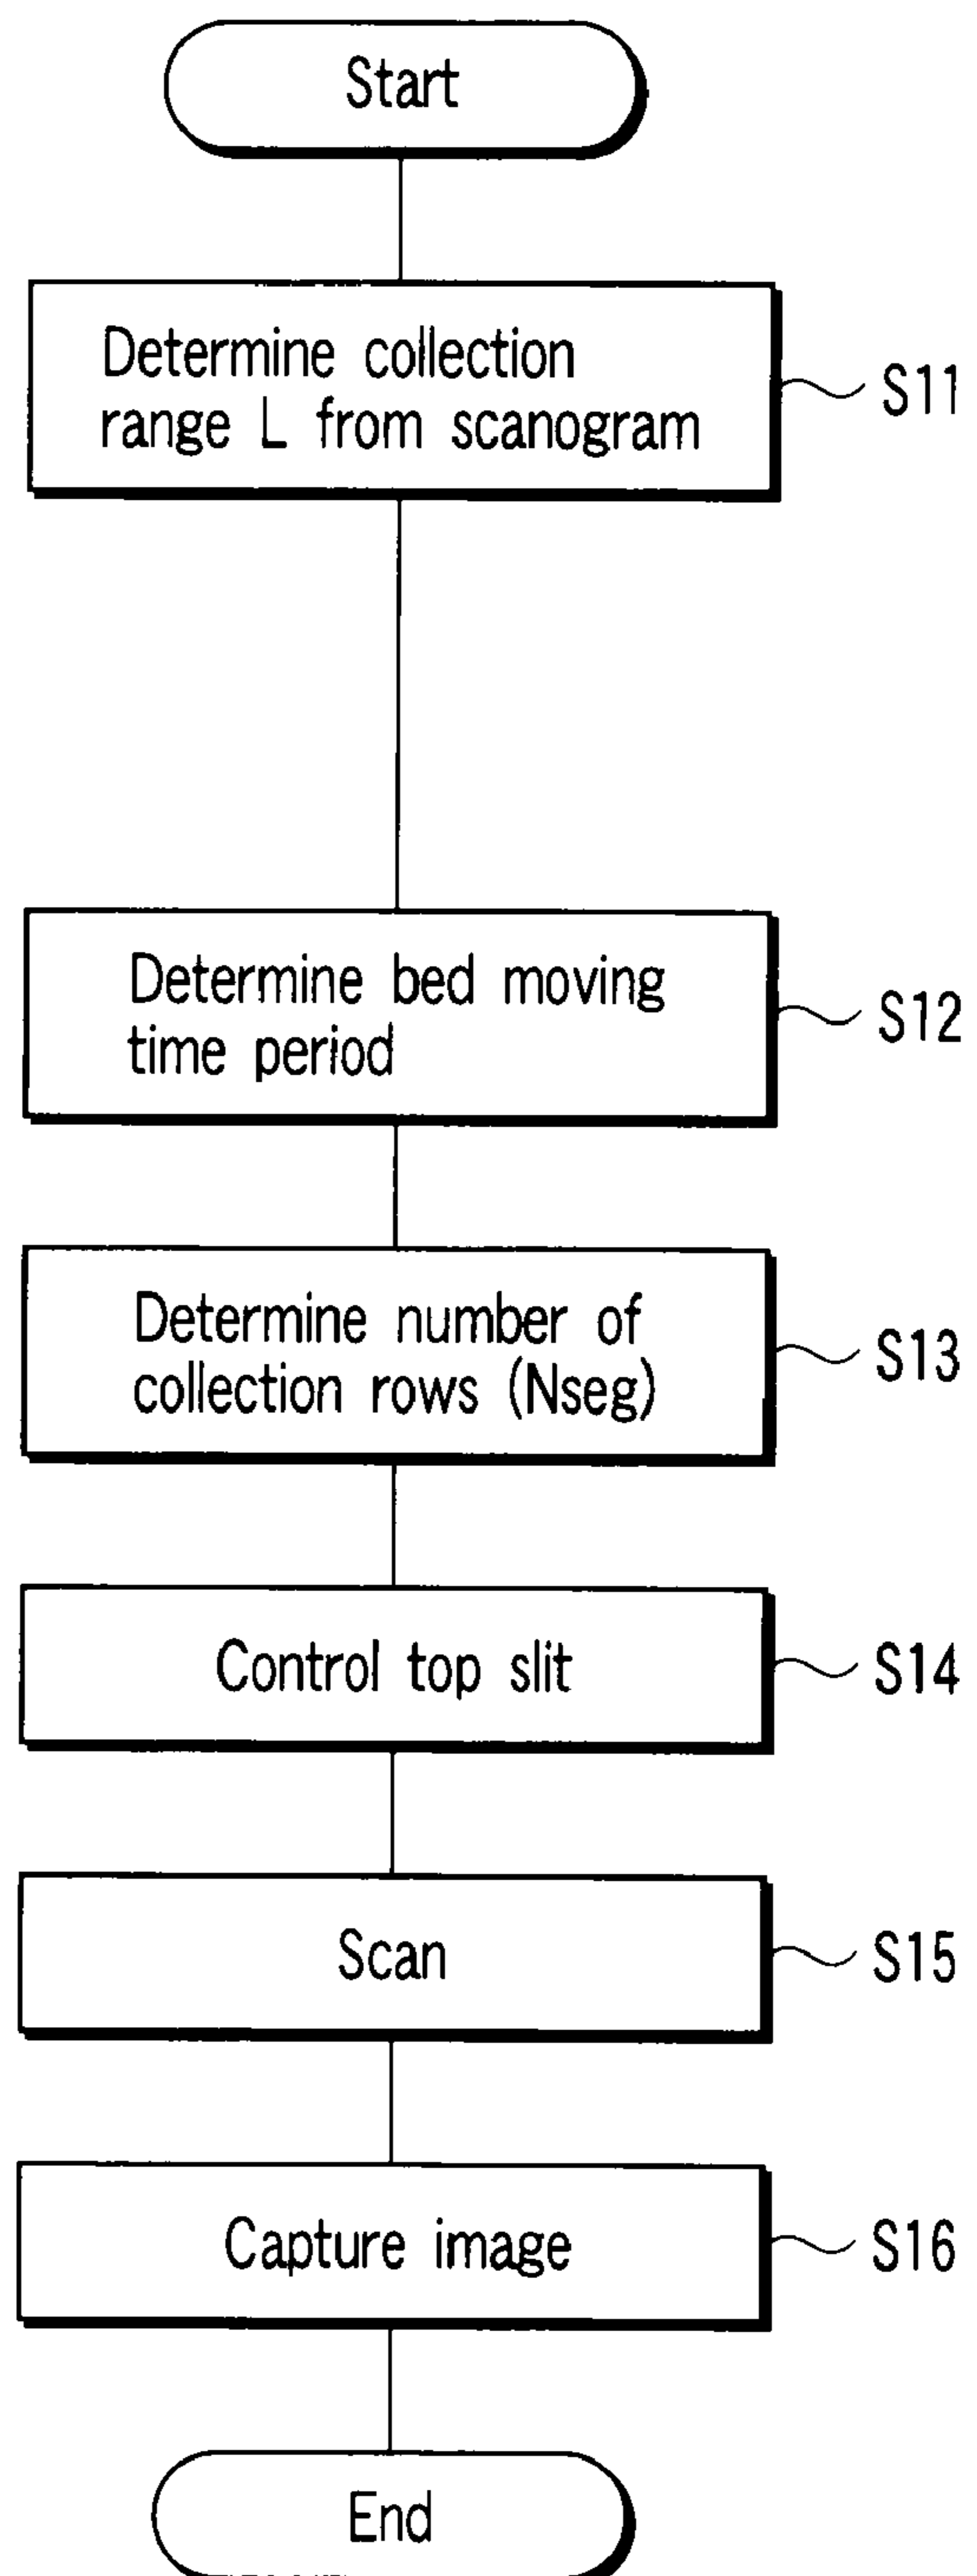 Start
Determine collection
range L from scanogram
S11
Determine bed moving
time period
S12
Determine number of
collection rows (Nseg)
S13
Control top slit
S14
Scan
S15
Capture image
S16
End